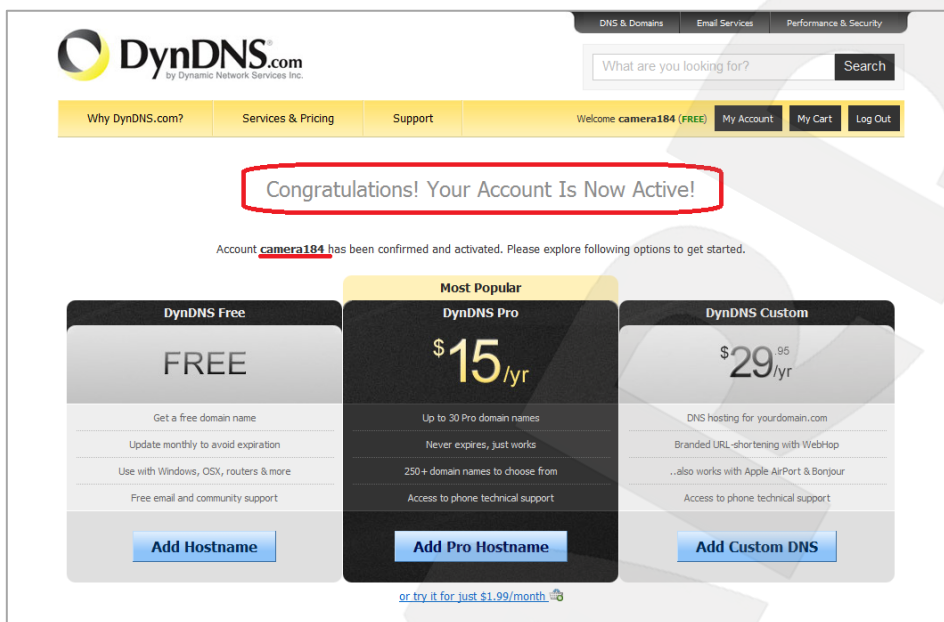 DNS & Domains Email Services Performance & Security
DynDNS.com
by Dynamic Network Services Inc.
What are you looking for? Search
Why DynDNS.com? Services & Pricing Support Welcome camera184 (FREE) My Account My Cart Log Out
Congratulations! Your Account Is Now Active!
Account camera184 has been confirmed and activated. Please explore following options to get started.
Most Popular
DynDNS Free DynDNS Pro DynDNS Custom
FREE $15/yr $29.95/yr
Get a free domain name Up to 30 Pro domain names DNS hosting for yourdomain.com
Update monthly to avoid expiration Never expires, just works Branded URL-shortening with WebHop
Use with Windows, OSX, routers & more 250+ domain names to choose from ..also works with Apple AirPort & Bonjour
Free email and community support Access to phone technical support Access to phone technical support
Add Hostname Add Pro Hostname Add Custom DNS
or try it for just $1.99/month